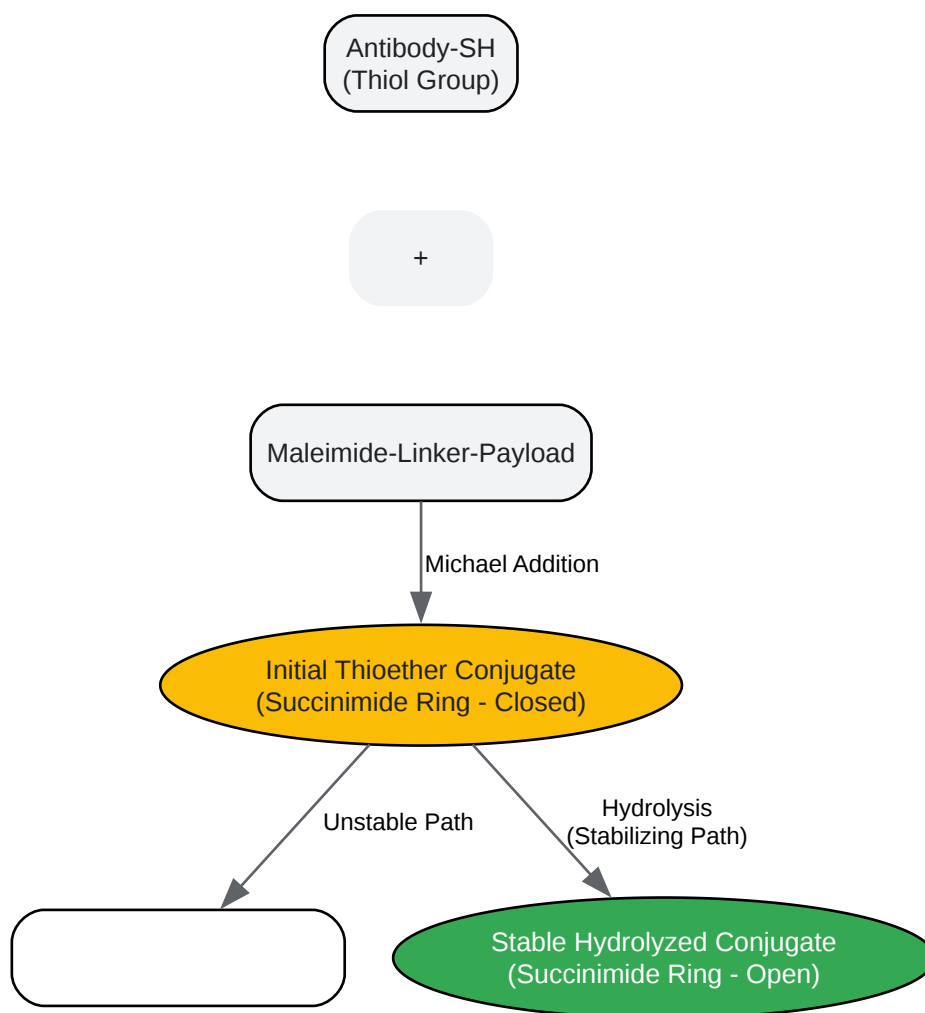 Antibody-SH
(Thiol Group)
+
Maleimide-Linker-Payload
Michael Addition
Initial Thioether Conjugate
(Succinimide Ring - Closed)
Unstable Path
Hydrolysis
(Stabilizing Path)
Stable Hydrolyzed Conjugate
(Succinimide Ring - Open)